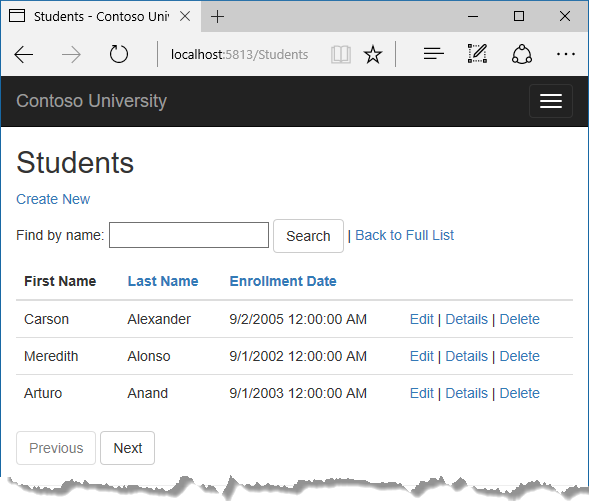 Students - Contoso Uni
localhost:5813/Students
Contoso University
Students
Create New
Find by name: Search | Back to Full List
First Name Last Name Enrollment Date
Carson Alexander 9/2/2005 12:00:00 AM Edit | Details | Delete
Meredith Alonso 9/1/2002 12:00:00 AM Edit | Details | Delete
Arturo Anand 9/1/2003 12:00:00 AM Edit | Details | Delete
Previous Next